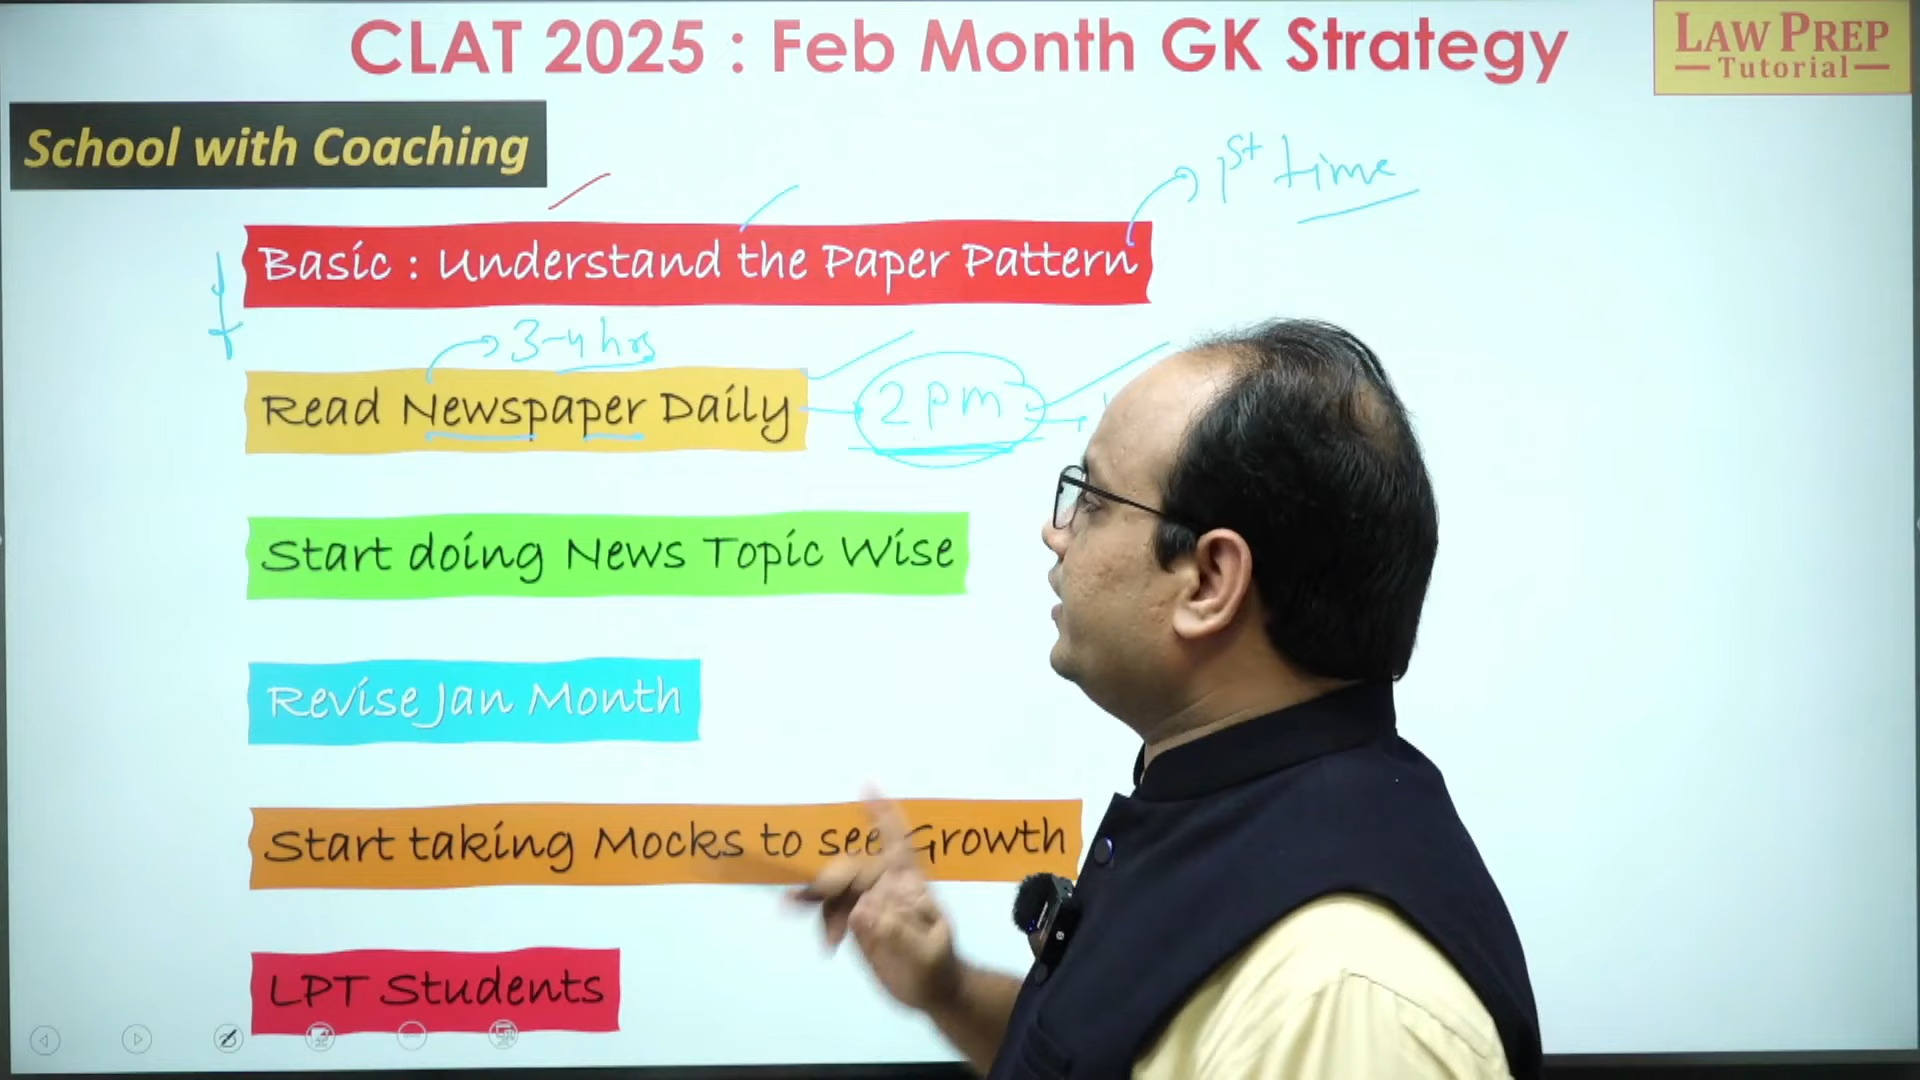 CLAT 2025 : Feb Month GK Strategy
LAW PREP
Tutorial
School with Coaching
1st time
Basic : Understand the Paper Pattern
3-4 hrs
Read Newspaper Daily
2 pm
Start doing News Topic Wise
Revise Jan Month
Start taking Mocks to see Growth
LPT Students